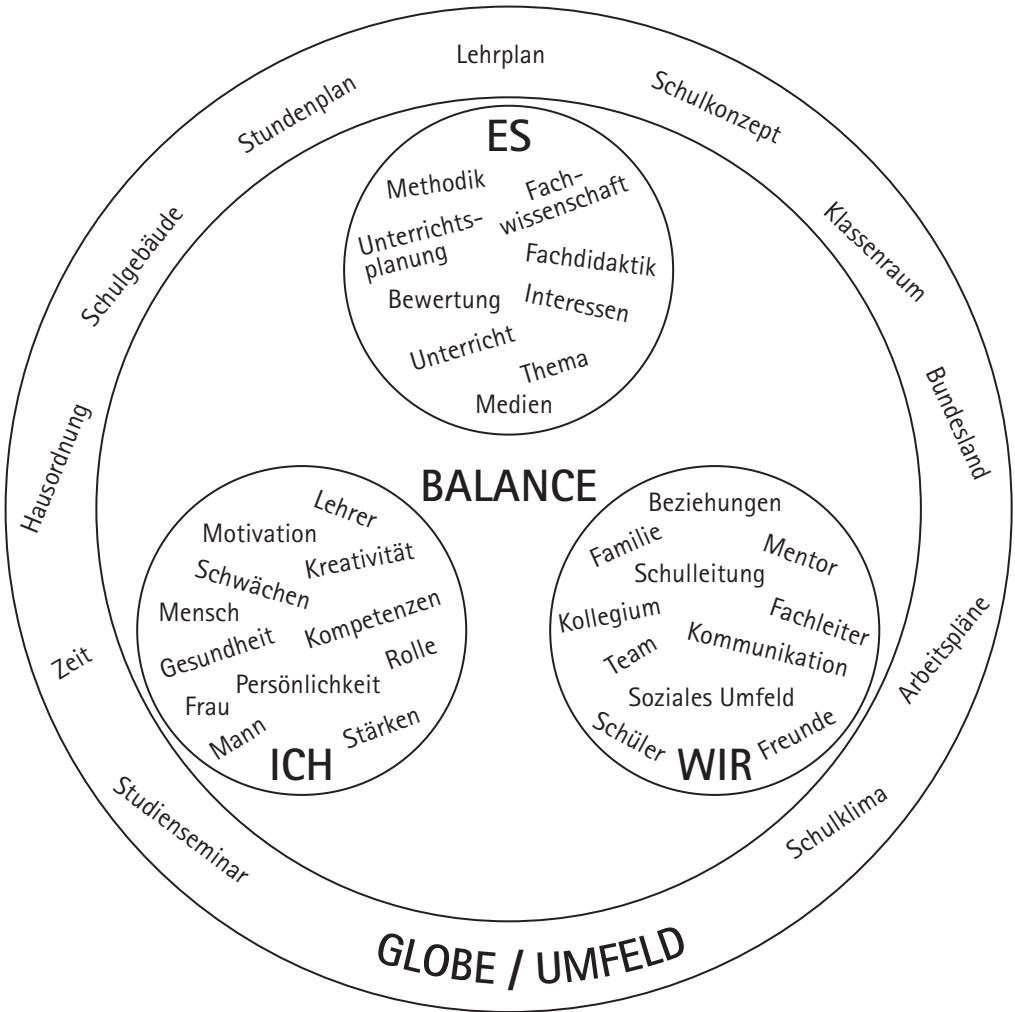 Lehrplan
Stundenplan
Schulkonzept
Schulgebäude
Klassenraum
Hausordnung
Bundesland
Zeit
Arbeitspläne
Studienseminar
Schulklima
GLOBE / UMFELD
ES
Methodik
Fach-
wissenschaft
Unterrichts-
planung
Fachdidaktik
Bewertung
Interessen
Unterricht
Thema
Medien
BALANCE
Lehrer
Motivation
Kreativität
Schwächen
Mensch
Kompetenzen
Gesundheit
Rolle
Persönlichkeit
Frau
Mann
Stärken
ICH
Beziehungen
Familie
Mentor
Schulleitung
Kollegium
Fachleiter
Kommunikation
Team
Soziales Umfeld
Schüler
Freunde
WIR